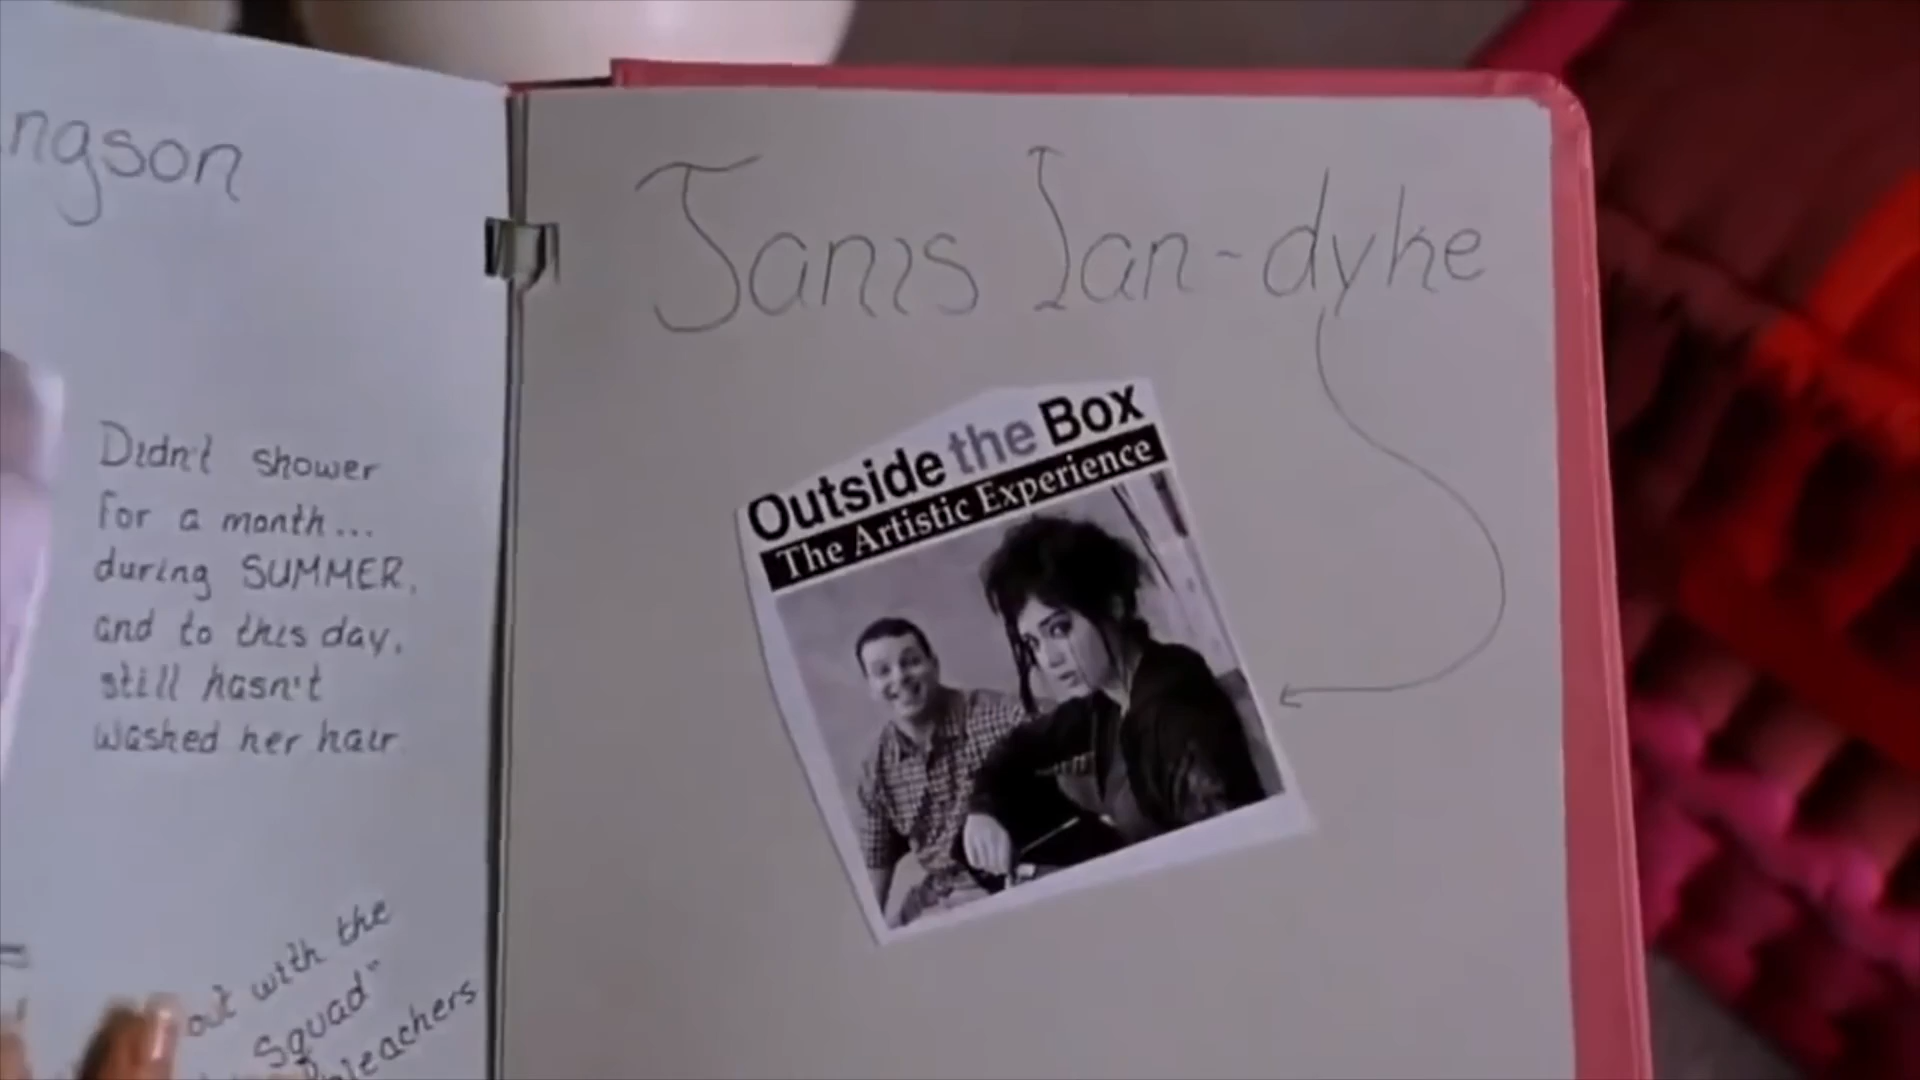 ngson
Didn't shower
for a month...
during SUMMER,
and to this day,
still hasn't
washed her hair
out with the
Squad"
bleachers
Janis Ian-dyke
Outside the Box
The Artistic Experience